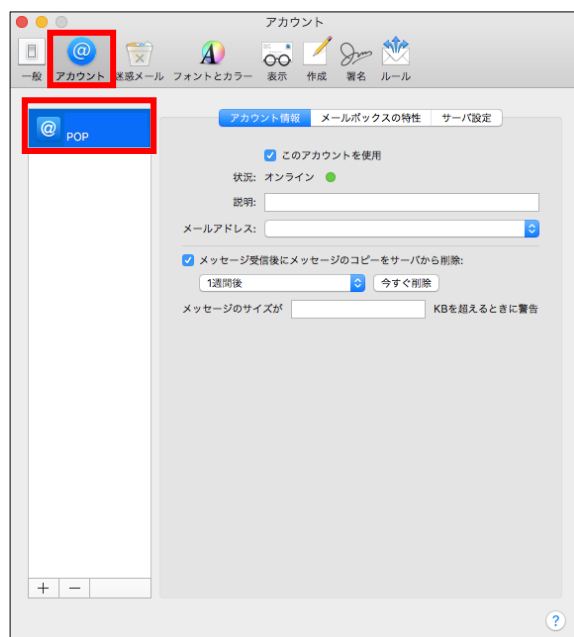 アカウント
一般 アカウント 迷惑メール フォントとカラー 表示 作成 署名 ルール
POP
アカウント情報 メールボックスの特性 サーバ設定
このアカウントを使用
状況: オンライン
説明:
メールアドレス:
メッセージ受信後にメッセージのコピーをサーバから削除:
1週間後 今すぐ削除
メッセージのサイズが KBを超えるときに警告